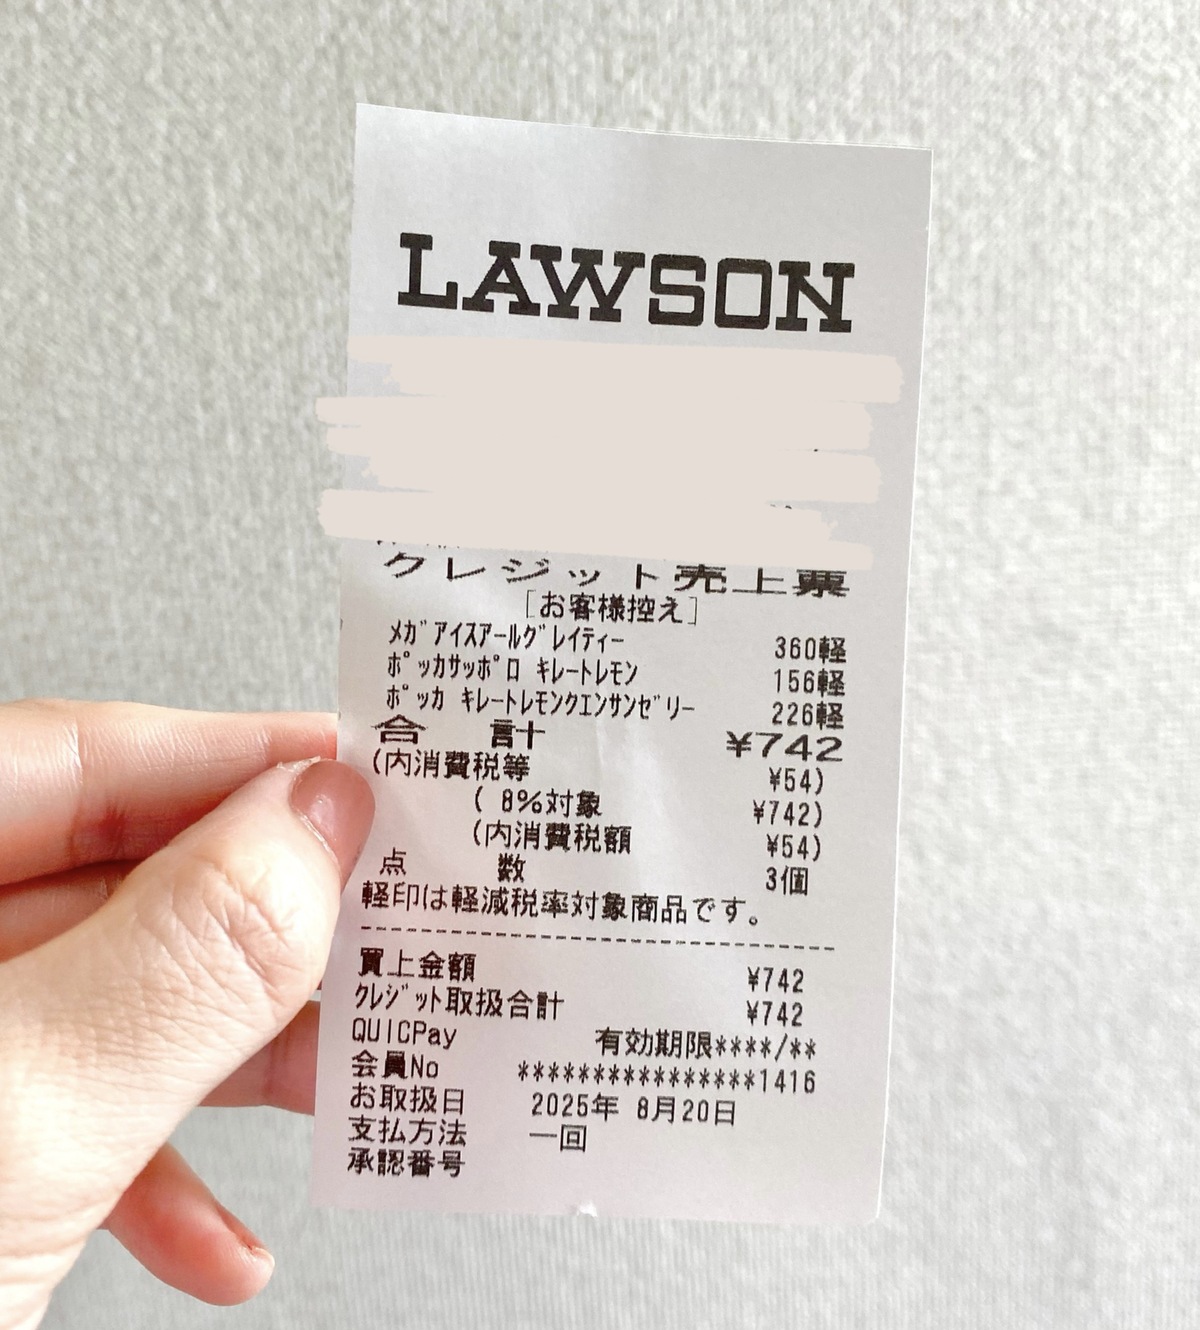 LAWSON
クレジット売上票
[お客様控え]
ﾒｶﾞｱｲｽｱｰﾙｸﾞﾚｲﾃｨｰ 360軽
ﾎﾟｯｶｻｯﾎﾟﾛ ｷﾚｰﾄﾚﾓﾝ 156軽
ﾎﾟｯｶ ｷﾚｰﾄﾚﾓﾝｸｴﾝｻﾝｾﾞﾘｰ 226軽
合 計 ¥742
(内消費税等 ¥54)
( 8%対象 ¥742)
(内消費税額 ¥54)
点 数 3個
軽印は軽減税率対象商品です。
買上金額 ¥742
ｸﾚｼﾞｯﾄ取扱合計 ¥742
QUICPay 有効期限****/**
会員No ****************1416
お取扱日 2025年 8月20日
支払方法 一回
承認番号